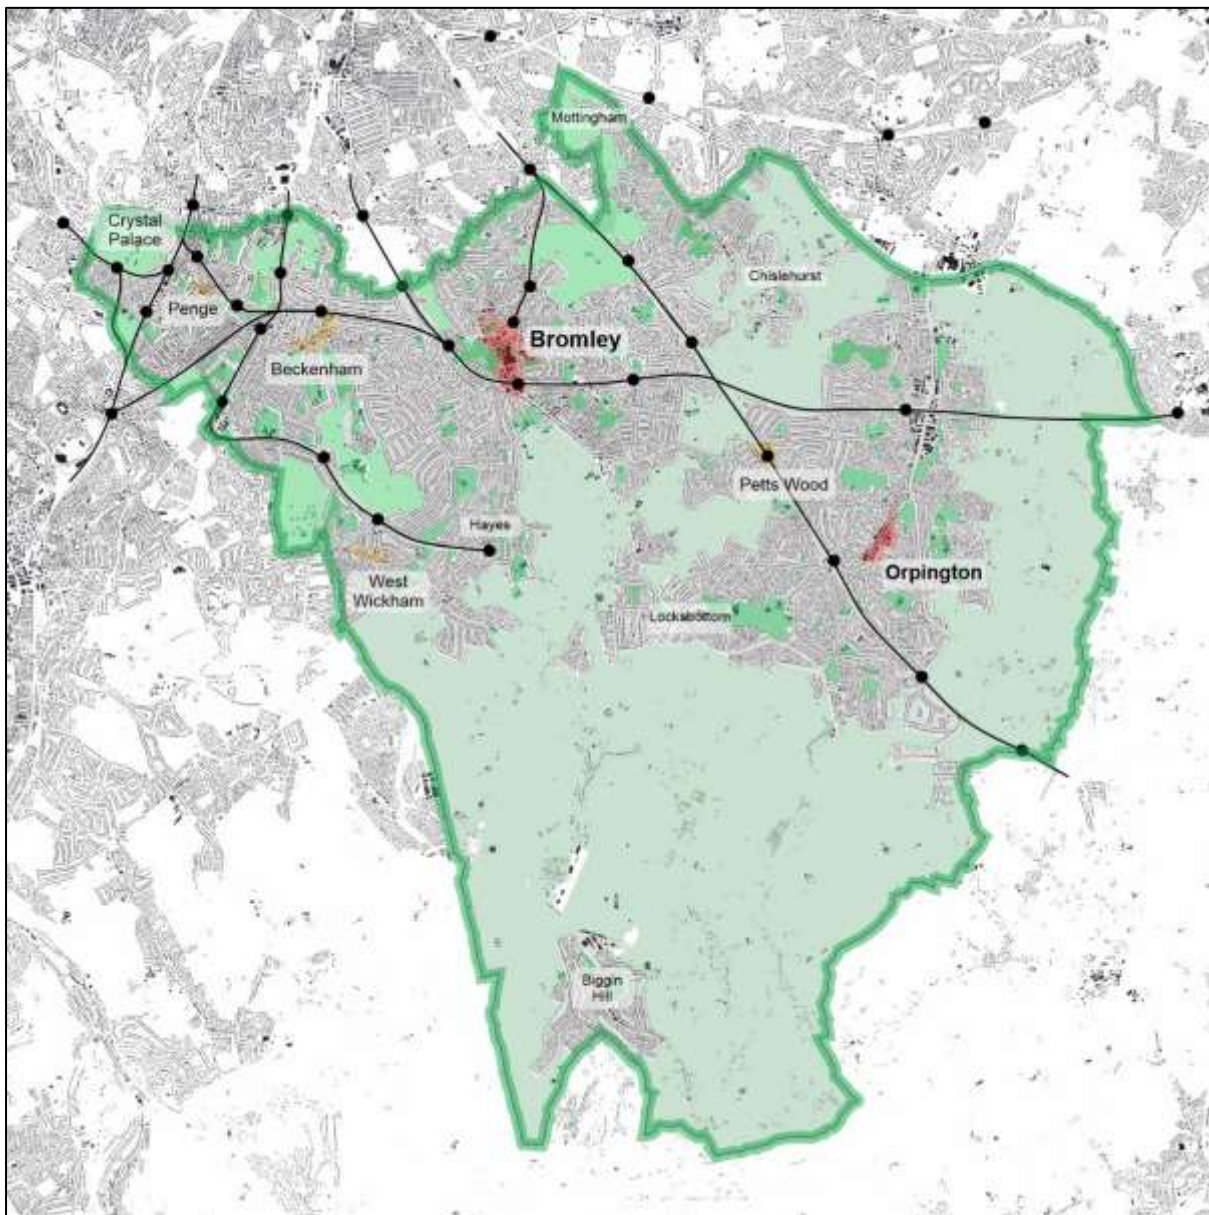 Mottingham
Crystal
Palace
Chislehurst
Penge
Bromley
Beckenham
Petts Wood
Hayes
Orpington
West
Wickham
Locksbottom
Biggin
Hill